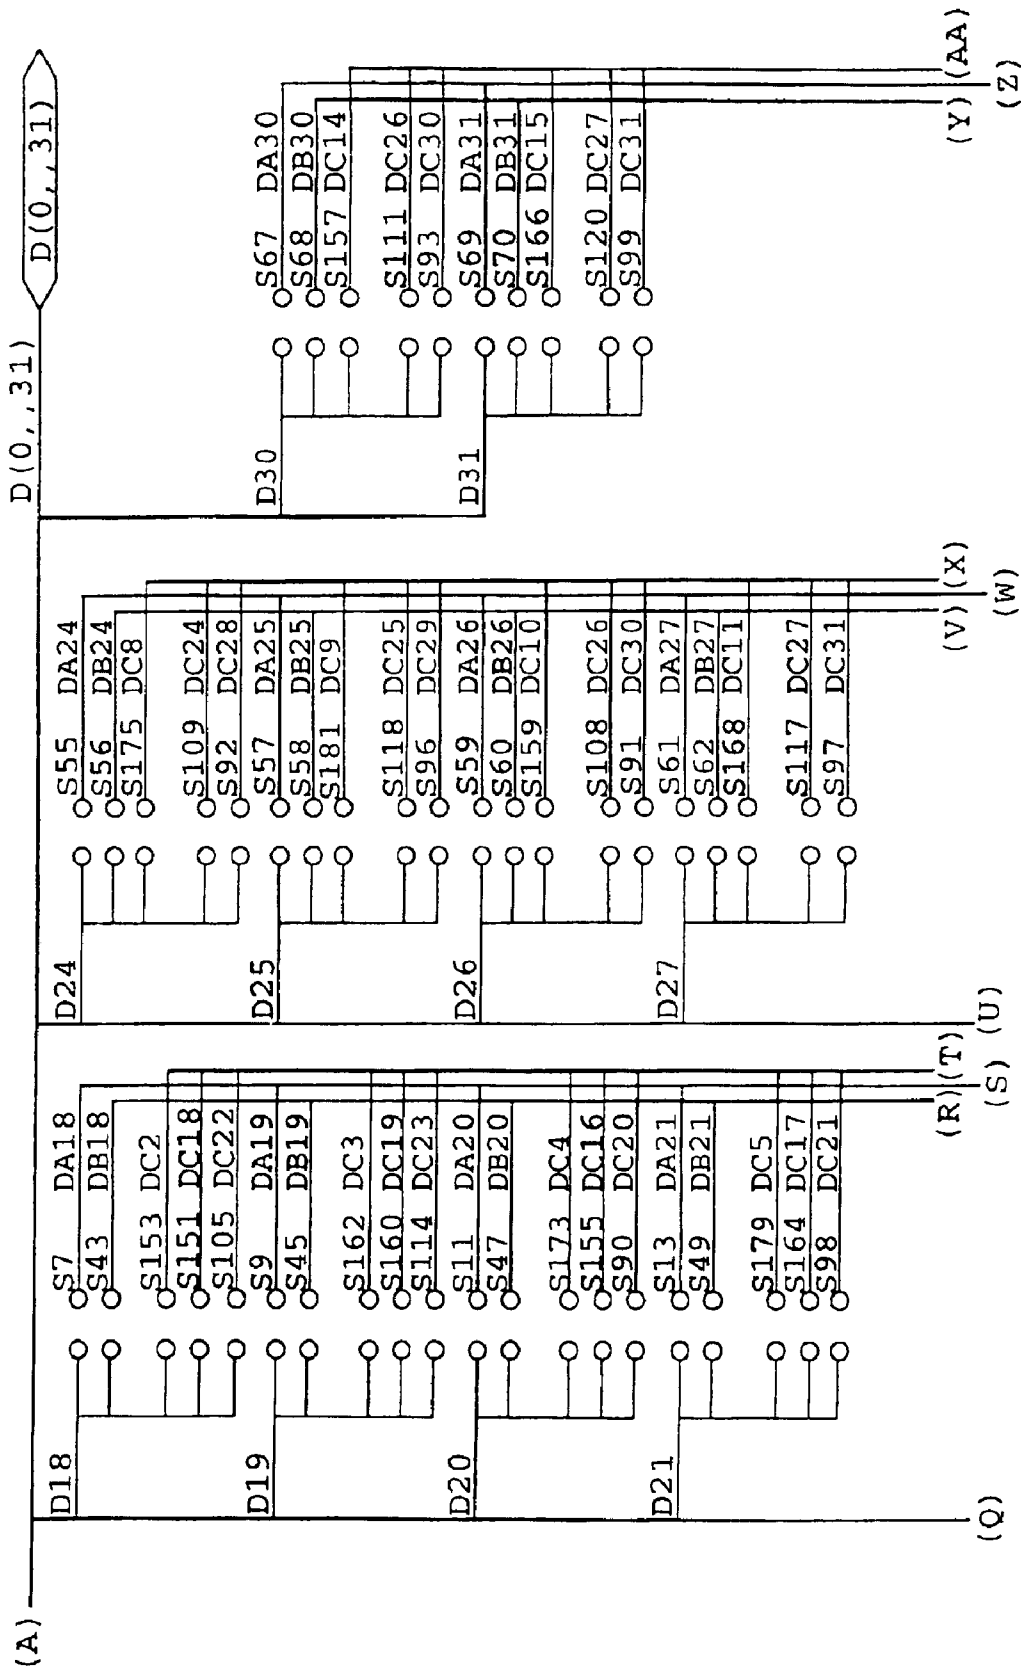 (A)
D(0,,31)
D(0,,31)
D18
S7 DA18
S43 DB18
S153 DC2
S151 DC18
S105 DC22
D19
S9 DA19
S45 DB19
S162 DC3
S160 DC19
S114 DC23
D20
S11 DA20
S47 DB20
S173 DC4
S155 DC16
S90 DC20
D21
S13 DA21
S49 DB21
S179 DC5
S164 DC17
S98 DC21
(Q)
(R)
(T)
(S)
D24
S55 DA24
S56 DB24
S175 DC8
S109 DC24
S92 DC28
D25
S57 DA25
S58 DB25
S181 DC9
S118 DC25
S96 DC29
D26
S59 DA26
S60 DB26
S159 DC10
S108 DC26
S91 DC30
D27
S61 DA27
S62 DB27
S168 DC11
S117 DC27
S97 DC31
(U)
(V)
(X)
(W)
D30
S67 DA30
S68 DB30
S157 DC14
S111 DC26
S93 DC30
D31
S69 DA31
S70 DB31
S166 DC15
S120 DC27
S99 DC31
(Y)
(AA)
(Z)